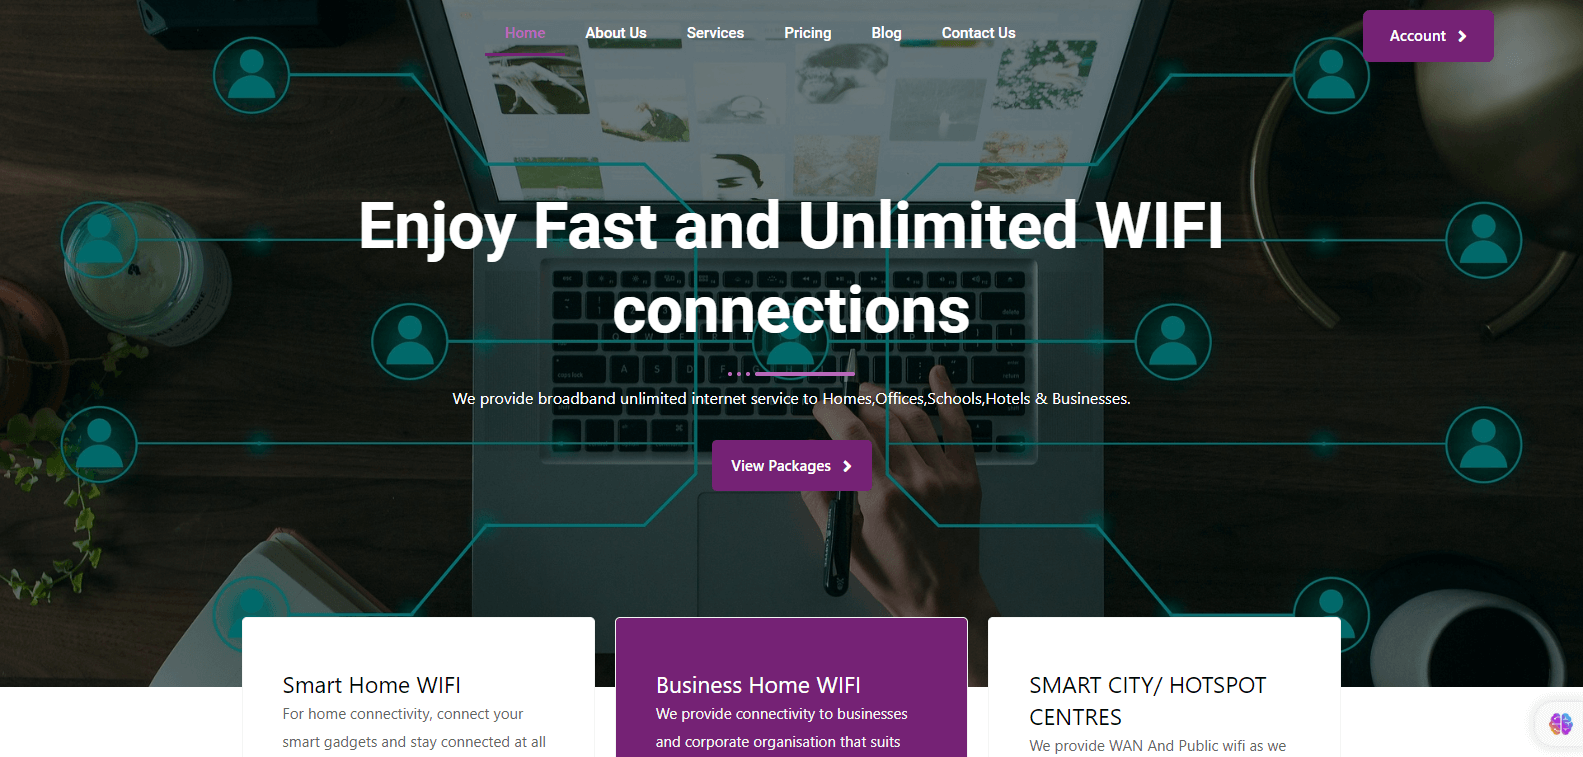 Home About Us Services Pricing Blog Contact Us
Account
Enjoy Fast and Unlimited WIFI
connections
We provide broadband unlimited internet service to Homes,Offices,Schools,Hotels & Businesses.
View Packages
Smart Home WIFI
For home connectivity, connect your
smart gadgets and stay connected at all
Business Home WIFI
We provide connectivity to businesses
and corporate organisation that suits
SMART CITY/ HOTSPOT
CENTRES
We provide WAN And Public wifi as we